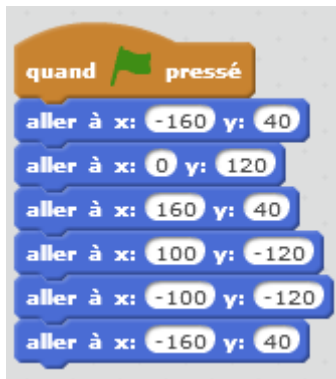 quand pressé
aller à x: -160 y: 40
aller à x: 0 y: 120
aller à x: 160 y: 40
aller à x: 100 y: -120
aller à x: -100 y: -120
aller à x: -160 y: 40